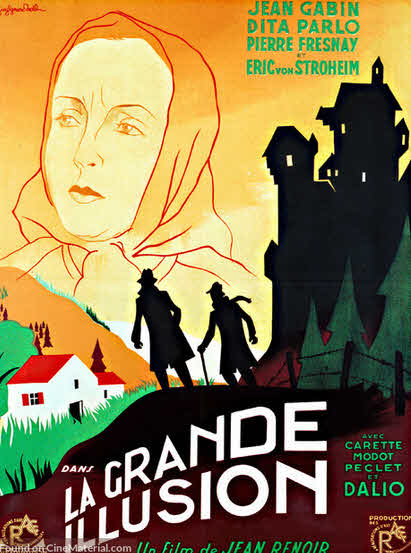 JEAN GABIN
DITA PARLO
PIERRE FRESNAY
ET
ERIC VON STROHEIM
DANS
LA GRANDE
ILLUSION
AVEC
CARETTE
MODOT
PECLET
ET
DALIO
PRODUCTION
RAC
RAC
Un film de JEAN RENOIR
Found on CineMaterial.com